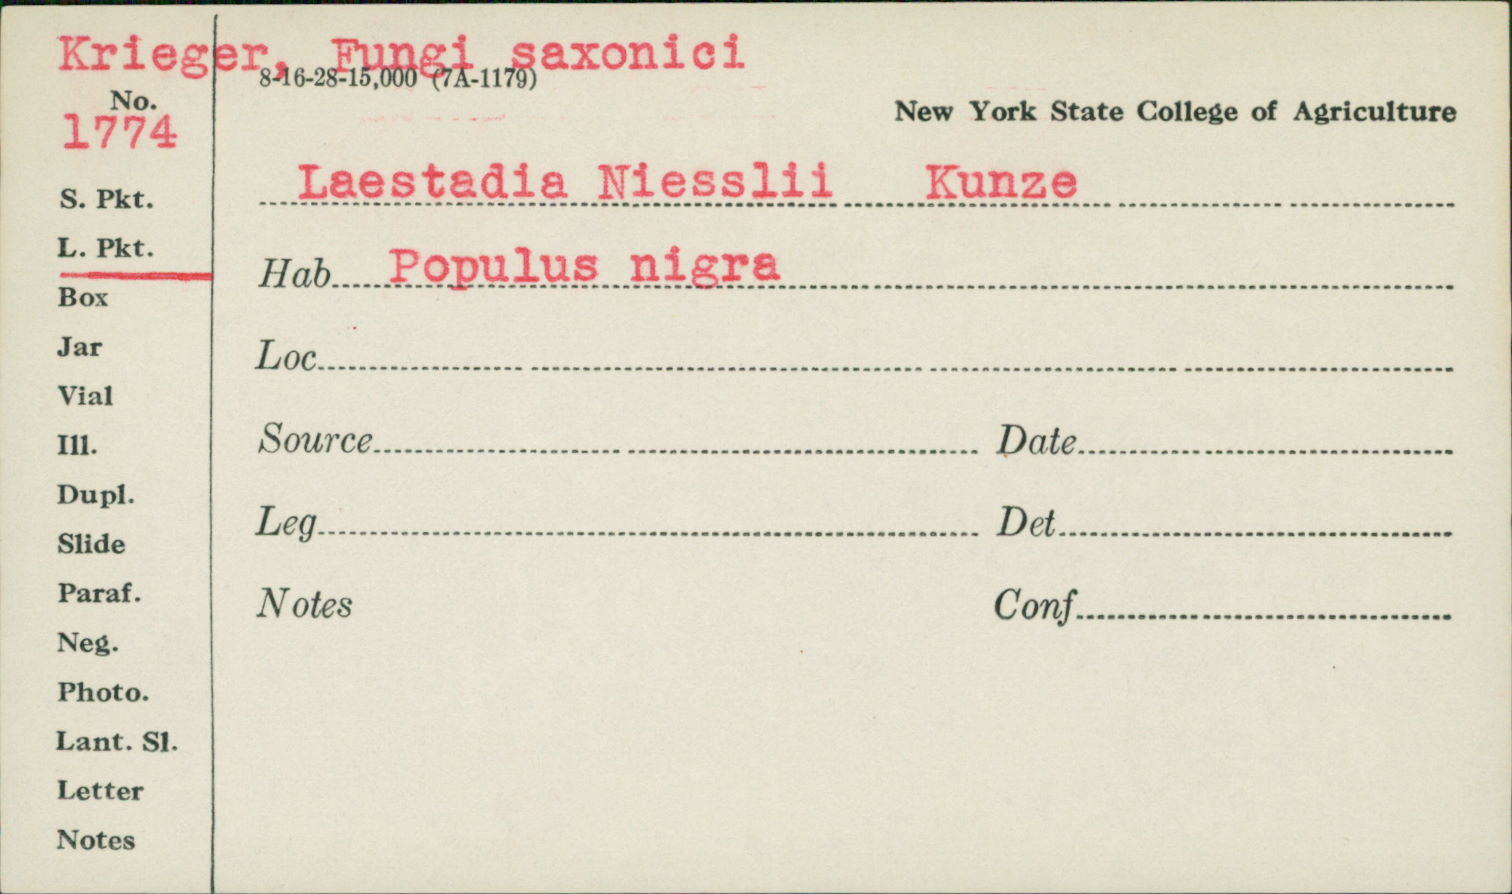 Krieger, Fungi saxonici
8-16-28-15,000 (7A-1179)
No.
New York State College of Agriculture
1774
Laestadia Niesslii Kunze
S. Pkt.
L. Pkt.
Hab Populus nigra
Box
Jar
Loc
Vial
Ill.
Source Date
Dupl.
Leg Det
Slide
Paraf.
Notes Conf
Neg.
Photo.
Lant. Sl.
Letter
Notes